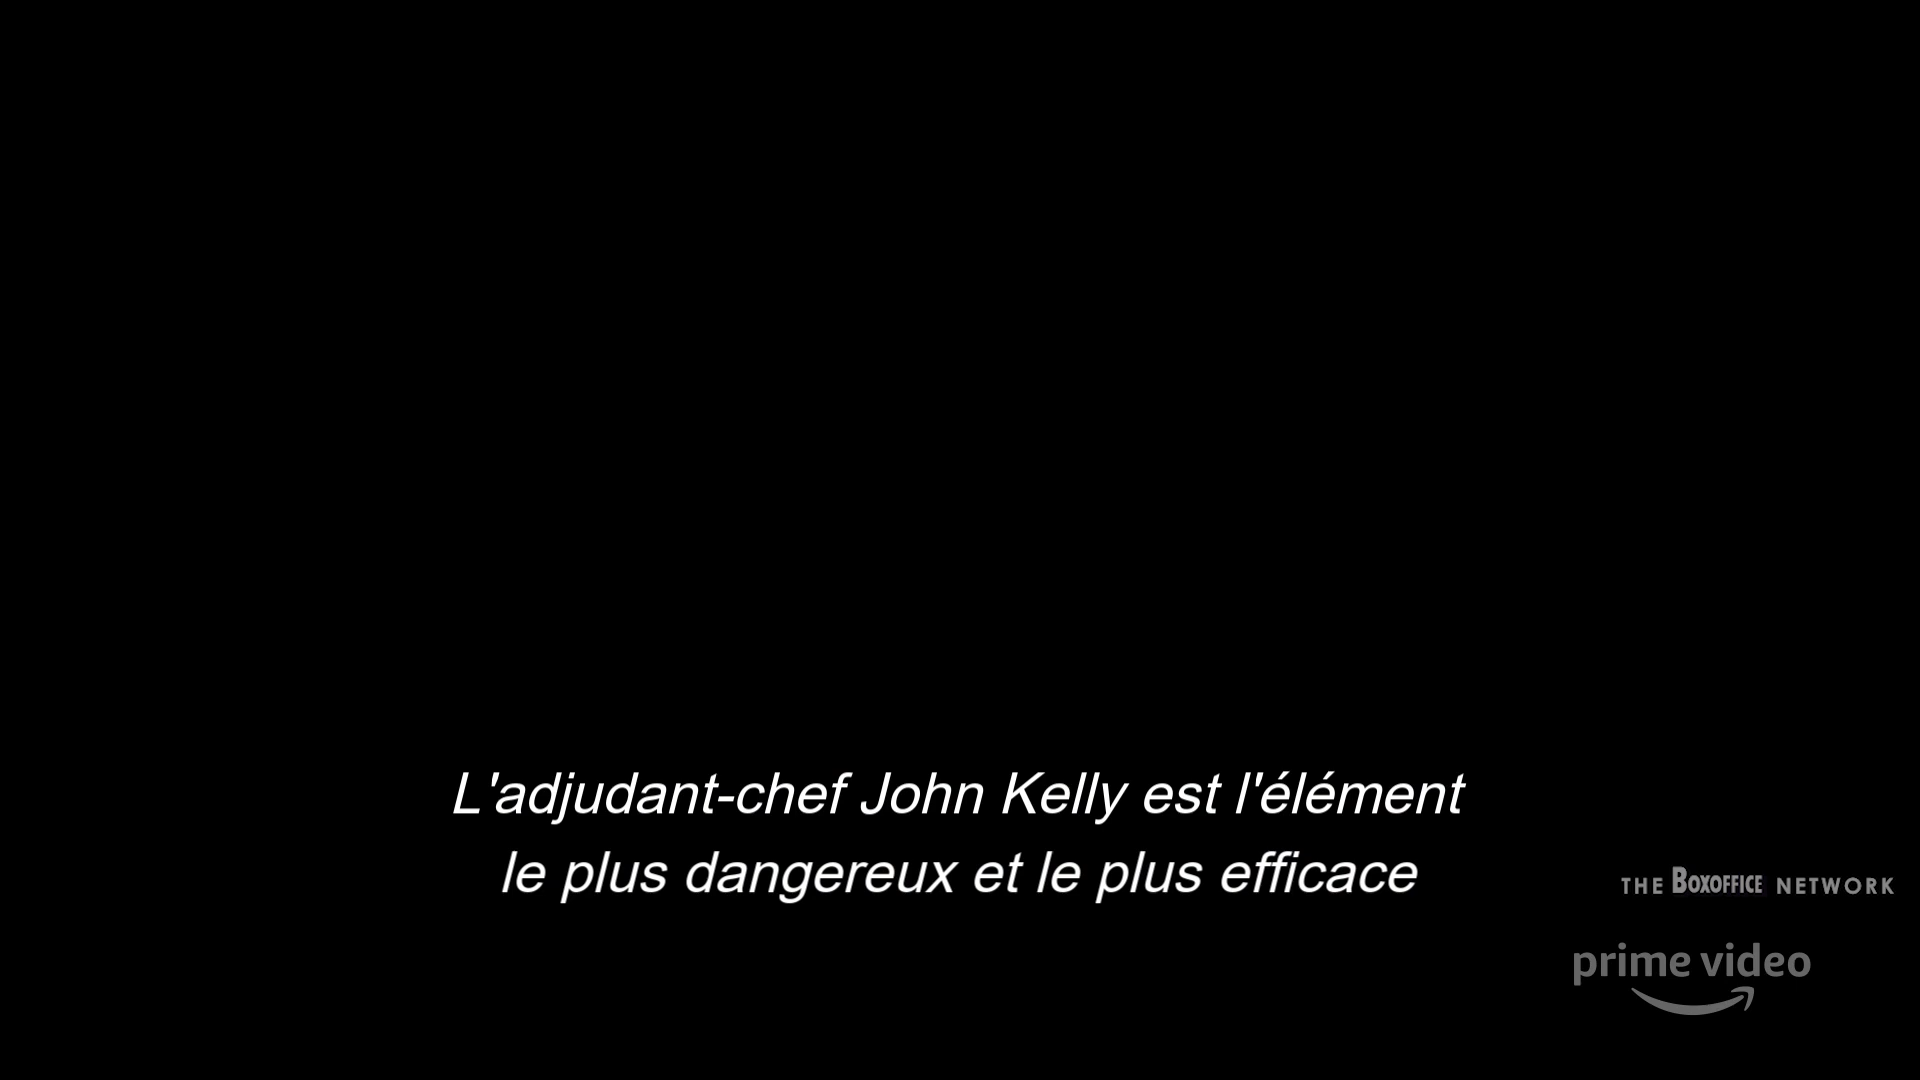 L'adjudant-chef John Kelly est l'élément
le plus dangereux et le plus efficace
THE BOXOFFICE NETWORK
prime video